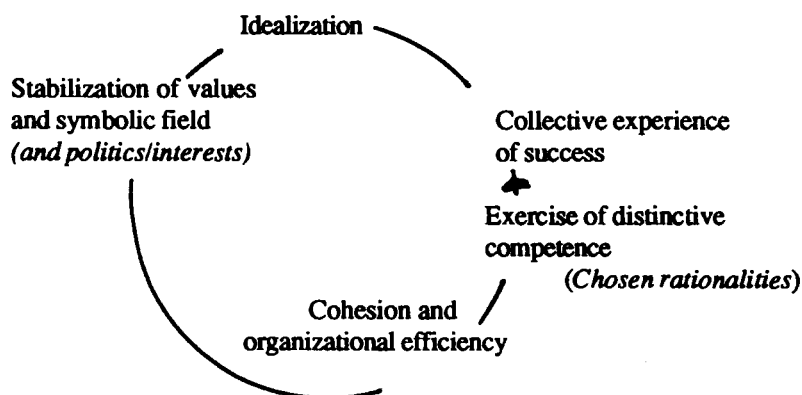 Idealization
Stabilization of values
and symbolic field
(and politics/interests)
Collective experience
of success
Exercise of distinctive
competence
(Chosen rationalities)
Cohesion and
organizational efficiency